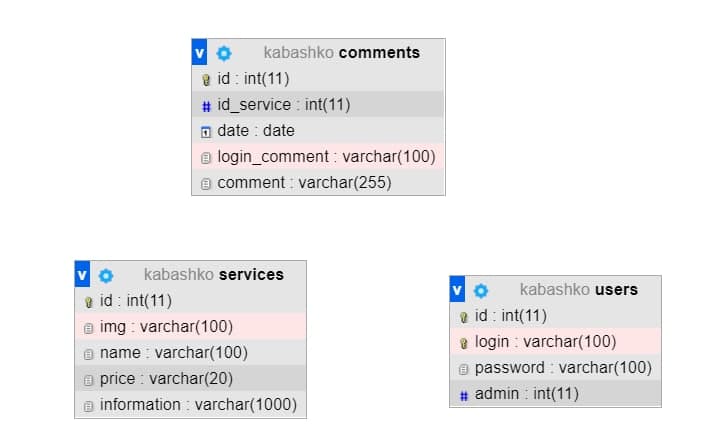 v kabashko comments
id : int(11)
# id_service : int(11)
date : date
login_comment : varchar(100)
comment : varchar(255)
v kabashko services
id : int(11)
img : varchar(100)
name : varchar(100)
price : varchar(20)
information : varchar(1000)
v kabashko users
id : int(11)
login : varchar(100)
password : varchar(100)
# admin : int(11)